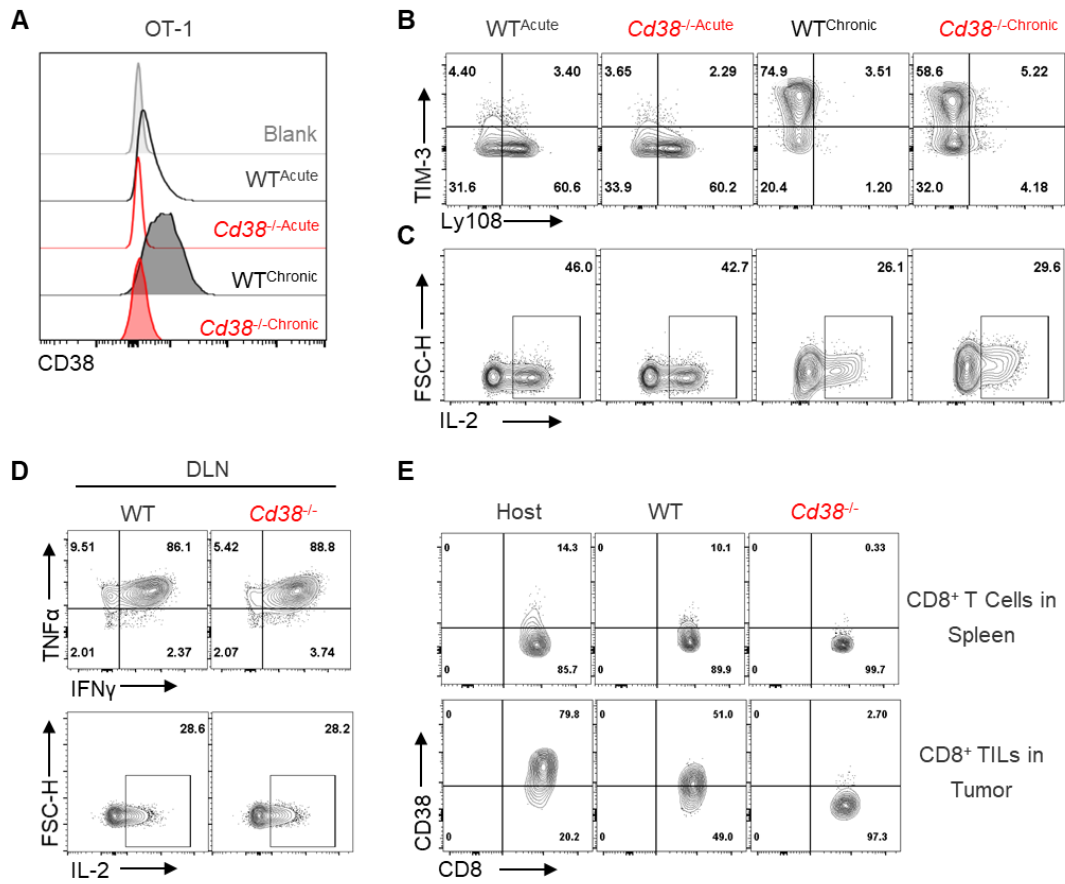 A
OT-1
Blank
WTAcute
Cd38-/-Acute
WTChronic
Cd38-/-Chronic
CD38
B
WTAcute
Cd38-/-Acute
WTChronic
Cd38-/-Chronic
4.40 3.40 3.65 2.29 74.9 3.51 58.6 5.22
31.6 60.6 33.9 60.2 20.4 1.20 32.0 4.18
TIM-3
Ly108
C
46.0 42.7 26.1 29.6
FSC-H
IL-2
D
DLN
WT Cd38-/-
9.51 86.1 5.42 88.8
2.01 2.37 2.07 3.74
TNFα
IFNγ
28.6 28.2
FSC-H
IL-2
E
Host WT Cd38-/-
0 14.3 0 10.1 0 0.33
0 85.7 0 89.9 0 99.7
CD8+ T Cells in
Spleen
0 79.8 0 51.0 0 2.70
0 20.2 0 49.0 0 97.3
CD8+ TILs in
Tumor
CD38
CD8